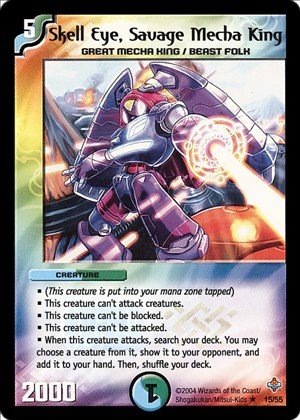 5 Skell Eye, Savage Mecha King
GREAT MECHA KING / BEAST FOLK
CREATURE
▪ (This creature is put into your mana zone tapped)
▪ This creature can't attack creatures.
▪ This creature can't be blocked.
▪ This creature can't be attacked.
▪ When this creature attacks, search your deck. You may
choose a creature from it, show it to your opponent, and
add it to your hand. Then, shuffle your deck.
2000
1
©2004 Wizards of the Coast/
Shogakukan/Mitsui-Kids ★ 15/55